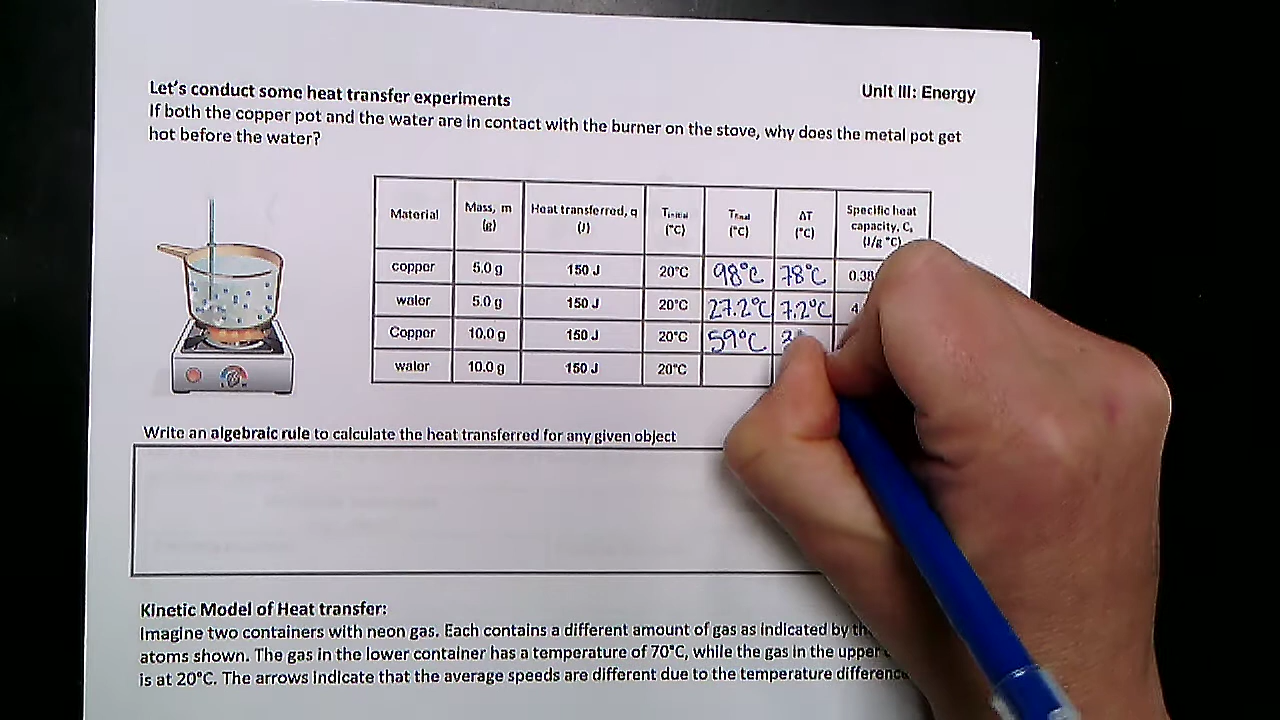 Let's conduct some heat transfer experiments
Unit III: Energy
If both the copper pot and the water are in contact with the burner on the stove, why does the metal pot get
hot before the water?
Material Mass, m (g) Heat transferred, q (J) Tinitial (°C) Tfinal (°C) ΔT (°C) Specific heat capacity, Cs (J/g °C)
copper 5.0 g 150 J 20°C 98°C 78°C 0.38
water 5.0 g 150 J 20°C 27.2°C 7.2°C 4.
Copper 10.0 g 150 J 20°C 59°C 3
water 10.0 g 150 J 20°C
Write an algebraic rule to calculate the heat transferred for any given object
Kinetic Model of Heat transfer:
Imagine two containers with neon gas. Each contains a different amount of gas as indicated by the
atoms shown. The gas in the lower container has a temperature of 70°C, while the gas in the upper
is at 20°C. The arrows indicate that the average speeds are different due to the temperature difference